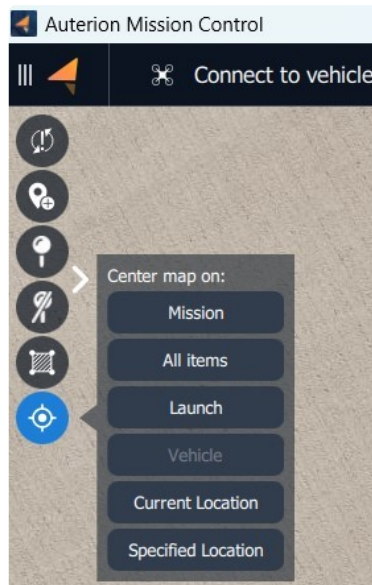 Auterion Mission Control
Connect to vehicle
Center map on:
Mission
All items
Launch
Vehicle
Current Location
Specified Location